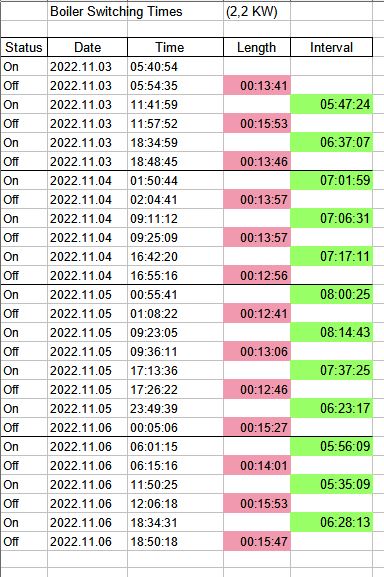 Boiler Switching Times (2,2 KW)
Status Date Time Length Interval
On 2022.11.03 05:40:54
Off 2022.11.03 05:54:35 00:13:41
On 2022.11.03 11:41:59 05:47:24
Off 2022.11.03 11:57:52 00:15:53
On 2022.11.03 18:34:59 06:37:07
Off 2022.11.03 18:48:45 00:13:46
On 2022.11.04 01:50:44 07:01:59
Off 2022.11.04 02:04:41 00:13:57
On 2022.11.04 09:11:12 07:06:31
Off 2022.11.04 09:25:09 00:13:57
On 2022.11.04 16:42:20 07:17:11
Off 2022.11.04 16:55:16 00:12:56
On 2022.11.05 00:55:41 08:00:25
Off 2022.11.05 01:08:22 00:12:41
On 2022.11.05 09:23:05 08:14:43
Off 2022.11.05 09:36:11 00:13:06
On 2022.11.05 17:13:36 07:37:25
Off 2022.11.05 17:26:22 00:12:46
On 2022.11.05 23:49:39 06:23:17
Off 2022.11.06 00:05:06 00:15:27
On 2022.11.06 06:01:15 05:56:09
Off 2022.11.06 06:15:16 00:14:01
On 2022.11.06 11:50:25 05:35:09
Off 2022.11.06 12:06:18 00:15:53
On 2022.11.06 18:34:31 06:28:13
Off 2022.11.06 18:50:18 00:15:47